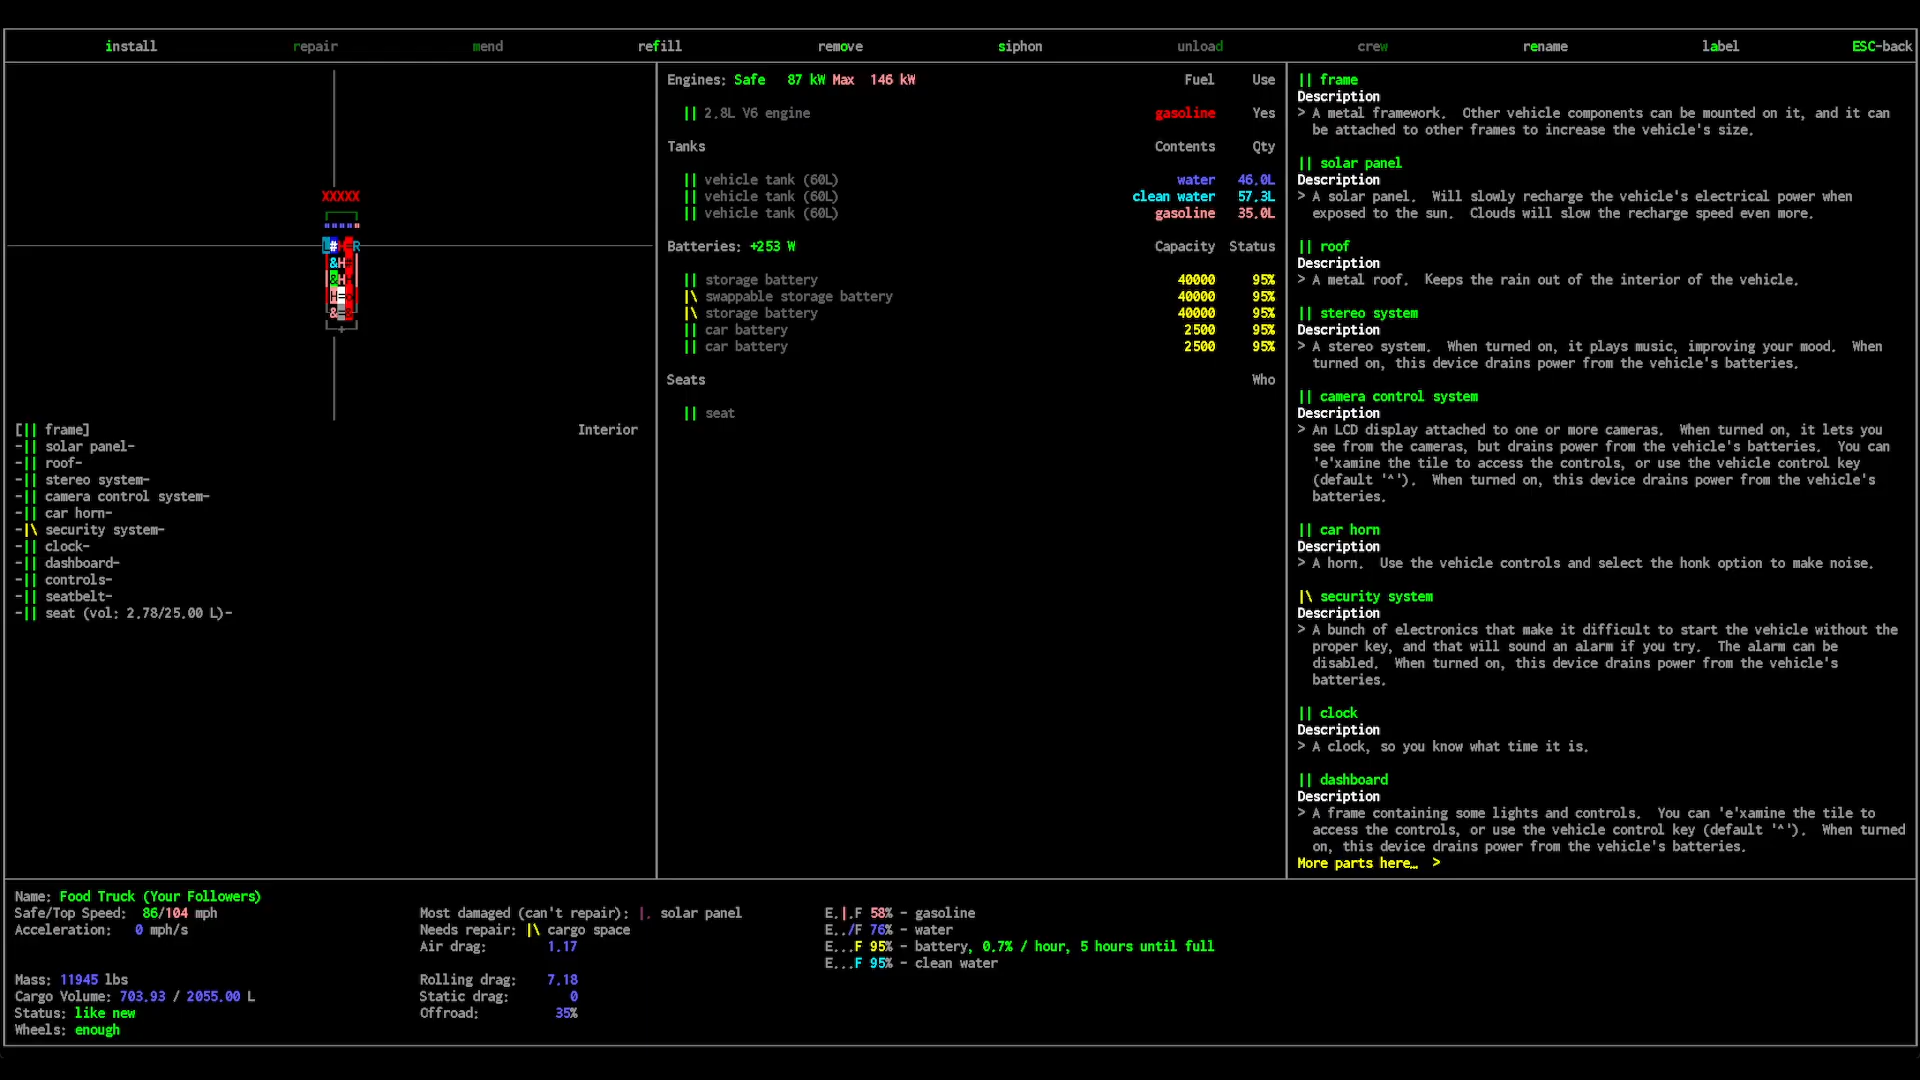 install repair mend refill remove siphon unload crew rename label ESC-back
XXXXX
[|| frame] Interior
-|| solar panel-
-|| roof-
-|| stereo system-
-|| camera control system-
-|| car horn-
-|\ security system-
-|| clock-
-|| dashboard-
-|| controls-
-|| seatbelt-
-|| seat (vol: 2.78/25.00 L)-
Engines: Safe 87 kW Max 146 kW Fuel Use
|| 2.8L V6 engine gasoline Yes
Tanks Contents Qty
|| vehicle tank (60L) water 46.0L
|| vehicle tank (60L) clean water 57.3L
|| vehicle tank (60L) gasoline 35.0L
Batteries: +253 W Capacity Status
|| storage battery 40000 95%
|\ swappable storage battery 40000 95%
|\ storage battery 40000 95%
|| car battery 2500 95%
|| car battery 2500 95%
Seats Who
|| seat
|| frame
Description
> A metal framework. Other vehicle components can be mounted on it, and it can
be attached to other frames to increase the vehicle's size.
|| solar panel
Description
> A solar panel. Will slowly recharge the vehicle's electrical power when
exposed to the sun. Clouds will slow the recharge speed even more.
|| roof
Description
> A metal roof. Keeps the rain out of the interior of the vehicle.
|| stereo system
Description
> A stereo system. When turned on, it plays music, improving your mood. When
turned on, this device drains power from the vehicle's batteries.
|| camera control system
Description
> An LCD display attached to one or more cameras. When turned on, it lets you
see from the cameras, but drains power from the vehicle's batteries. You can
'e'xamine the tile to access the controls, or use the vehicle control key
(default '^'). When turned on, this device drains power from the vehicle's
batteries.
|| car horn
Description
> A horn. Use the vehicle controls and select the honk option to make noise.
|\ security system
Description
> A bunch of electronics that make it difficult to start the vehicle without the
proper key, and that will sound an alarm if you try. The alarm can be
disabled. When turned on, this device drains power from the vehicle's
batteries.
|| clock
Description
> A clock, so you know what time it is.
|| dashboard
Description
> A frame containing some lights and controls. You can 'e'xamine the tile to
access the controls, or use the vehicle control key (default '^'). When turned
on, this device drains power from the vehicle's batteries.
More parts here… >
Name: Food Truck (Your Followers)
Safe/Top Speed: 86/104 mph
Acceleration: 0 mph/s
Mass: 11945 lbs
Cargo Volume: 703.93 / 2055.00 L
Status: like new
Wheels: enough
Most damaged (can't repair): |. solar panel
Needs repair: |\ cargo space
Air drag: 1.17
Rolling drag: 7.18
Static drag: 0
Offroad: 35%
E.|.F 58% - gasoline
E../F 76% - water
E...F 95% - battery, 0.7% / hour, 5 hours until full
E...F 95% - clean water